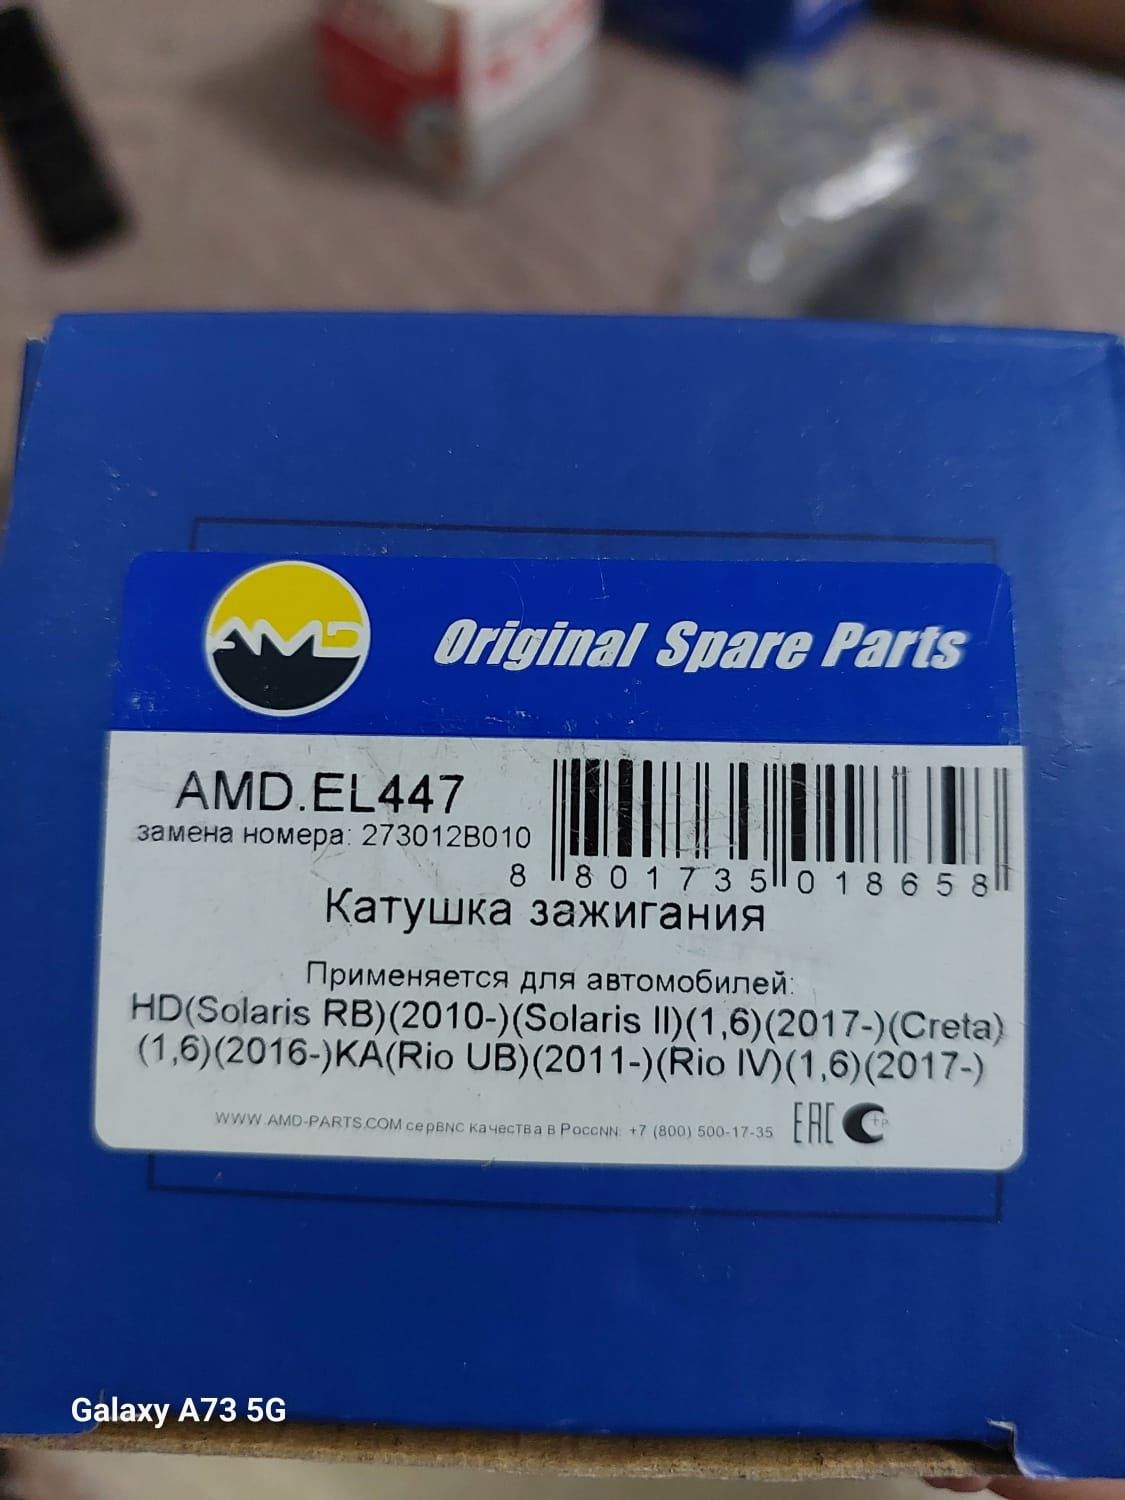 AMD
Original Spare Parts
AMD.EL447
замена номера: 273012B010
8 801735 018658
Катушка зажигания
Применяется для автомобилей:
HD(Solaris RB)(2010-)(Solaris II)(1,6)(2017-)(Creta)
(1,6)(2016-)KA(Rio UB)(2011-)(Rio IV)(1,6)(2017-)
WWW.AMD-PARTS.COM сервNC качества в РоссNN: +7 (800) 500-17-35 EAC
Galaxy A73 5G